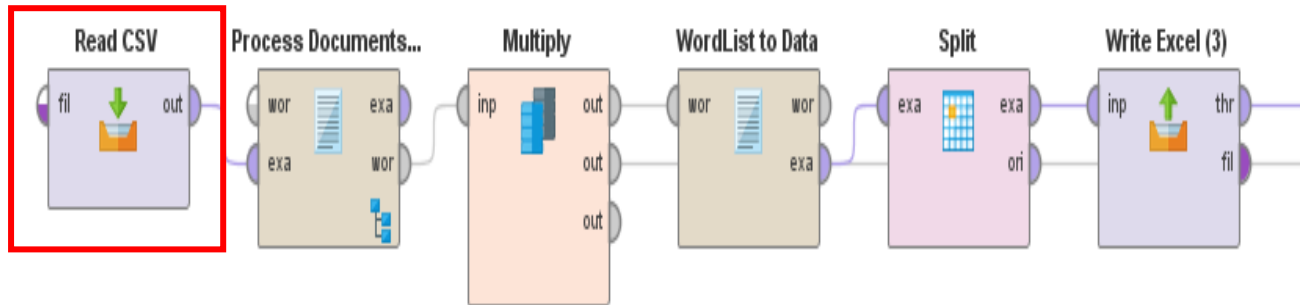 Read CSV
Process Documents...
Multiply
WordList to Data
Split
Write Excel (3)
fil out
wor exa
inp out
wor wor
exa exa
inp thr
exa wor
out
exa
ori
fil
out